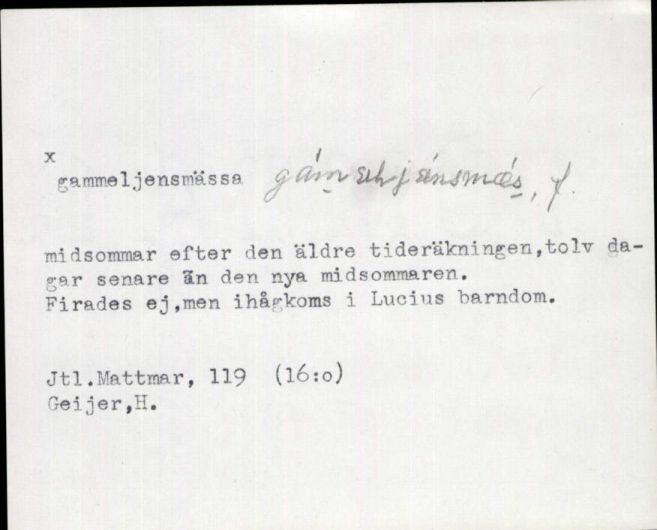 x
gammeljensmässa f.
midsommar efter den äldre tideräkningen,tolv da-
gar senare än den nya midsommaren.
Firades ej,men ihågkoms i Lucius barndom.
Jtl.Mattmar, 119 (16:o)
Geijer,H.